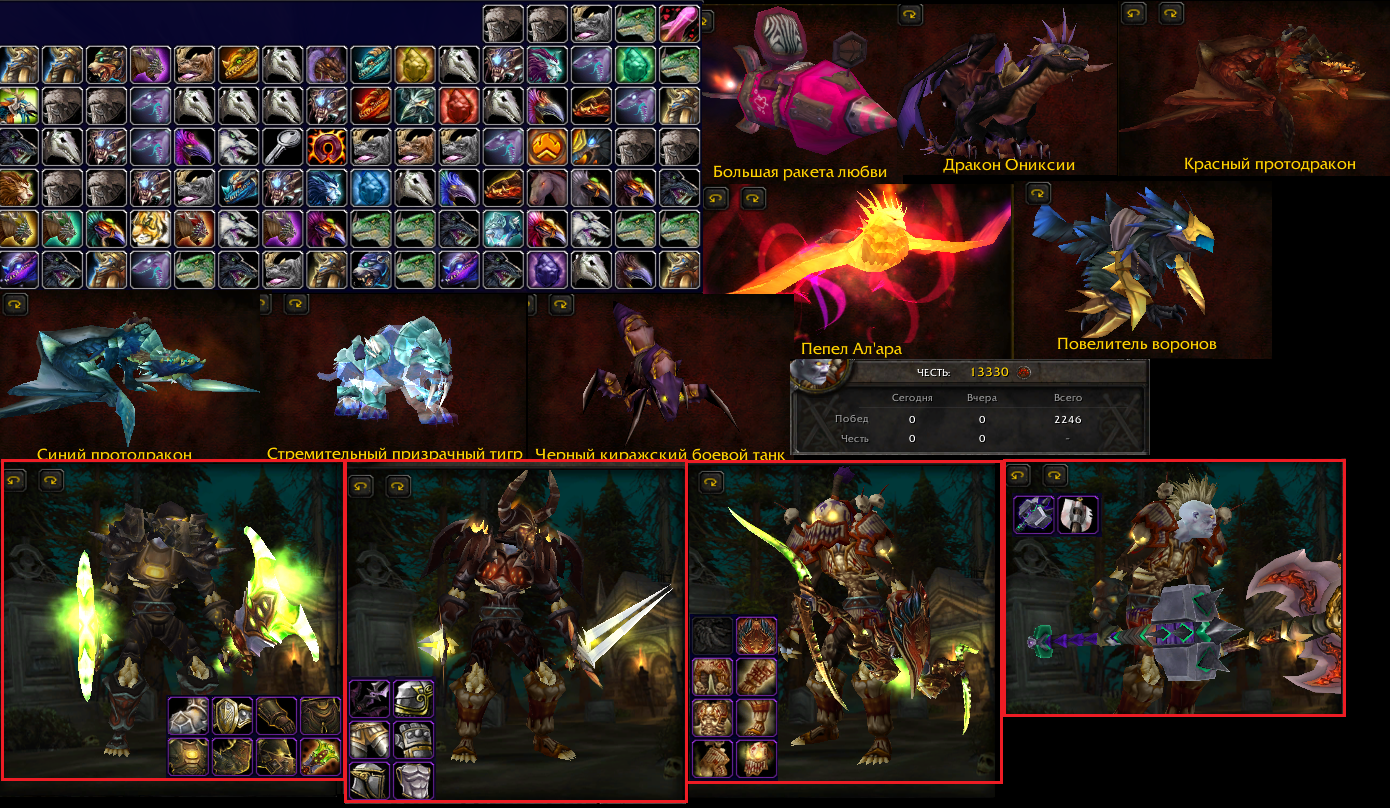 Большая ракета любви
Дракон Ониксии
Красный протодракон
Пепел Ал'ара
Повелитель воронов
Синий протодракон
Стремительный призрачный тигр
Черный киражский боевой танк
ЧЕСТЬ: 13330
Сегодня Вчера Всего
Побед 0 0 2246
Честь 0 0 -